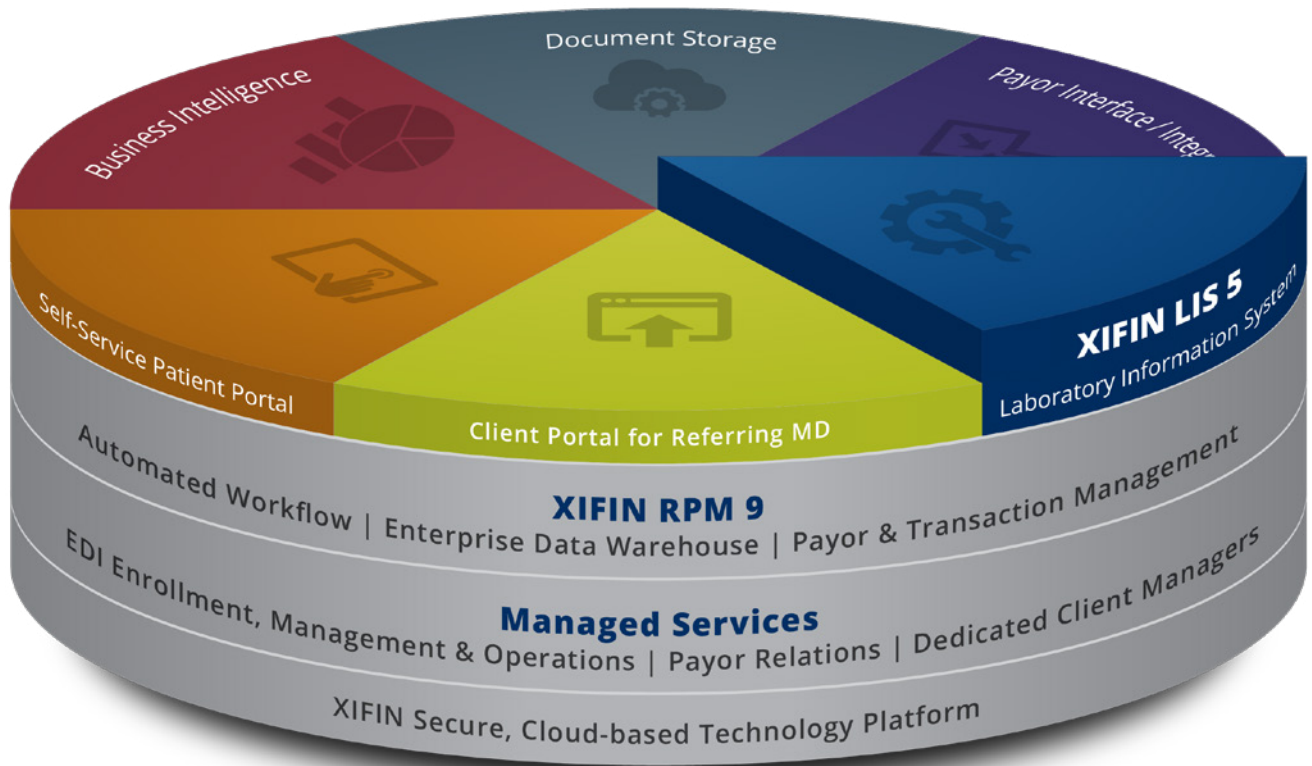 Document Storage
Business Intelligence
Payor Interface / Integr
XIFIN LIS 5
Laboratory Information System
Self-Service Patient Portal
Client Portal for Referring MD
XIFIN RPM 9
Automated Workflow | Enterprise Data Warehouse | Payor & Transaction Management
Managed Services
EDI Enrollment, Management & Operations | Payor Relations | Dedicated Client Managers
XIFIN Secure, Cloud-based Technology Platform